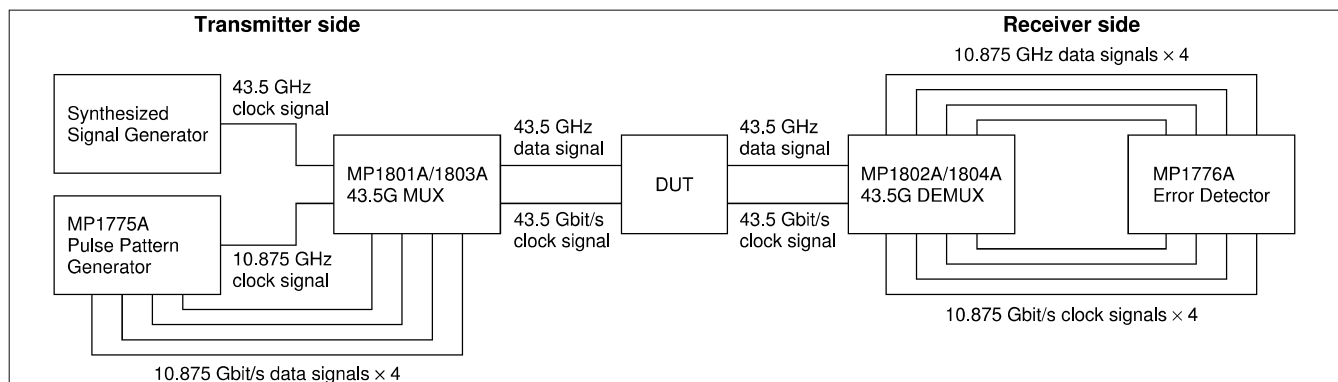 Transmitter side
Receiver side
10.875 GHz data signals × 4
43.5 GHz
clock signal
Synthesized
Signal Generator
43.5 GHz
data signal
43.5 GHz
data signal
MP1801A/1803A
43.5G MUX
DUT
MP1802A/1804A
43.5G DEMUX
MP1776A
Error Detector
MP1775A
Pulse Pattern
Generator
43.5 Gbit/s
clock signal
43.5 Gbit/s
clock signal
10.875 GHz
clock signal
10.875 Gbit/s clock signals × 4
10.875 Gbit/s data signals × 4